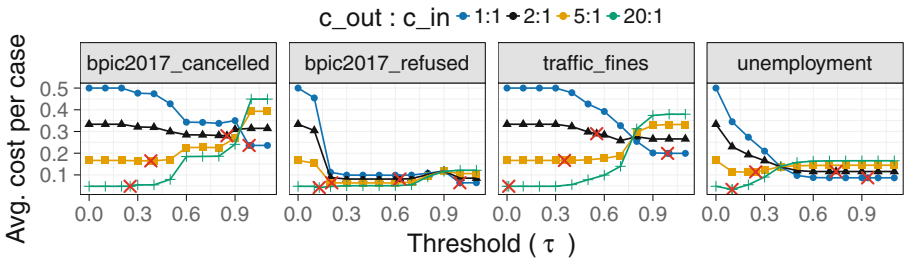 c_out : c_in 1:1 2:1 5:1 20:1
bpic2017_cancelled bpic2017_refused traffic_fines unemployment
Avg. cost per case
0.5
0.4
0.3
0.2
0.1
0.0 0.3 0.6 0.9 0.0 0.3 0.6 0.9 0.0 0.3 0.6 0.9 0.0 0.3 0.6 0.9
Threshold ( τ )